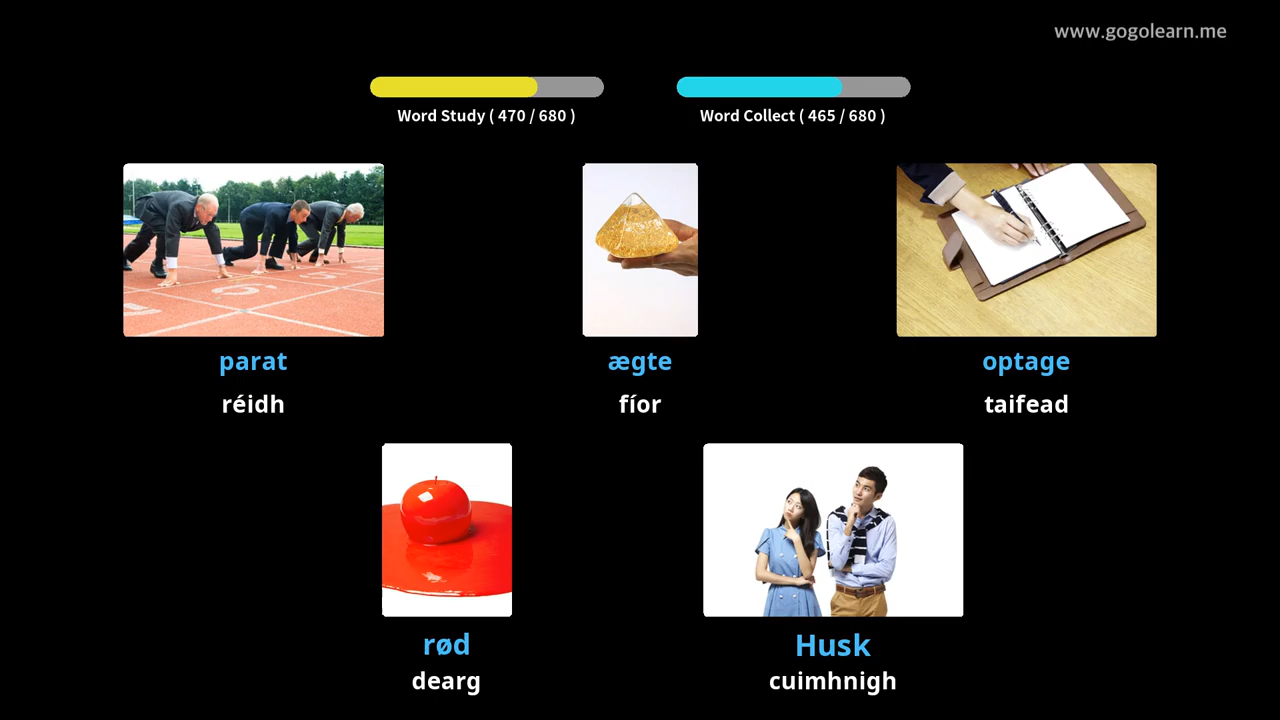 www.gogolearn.me
Word Study ( 470 / 680 )
Word Collect ( 465 / 680 )
parat
réidh
ægte
fíor
optage
taifead
rød
dearg
Husk
cuimhnigh